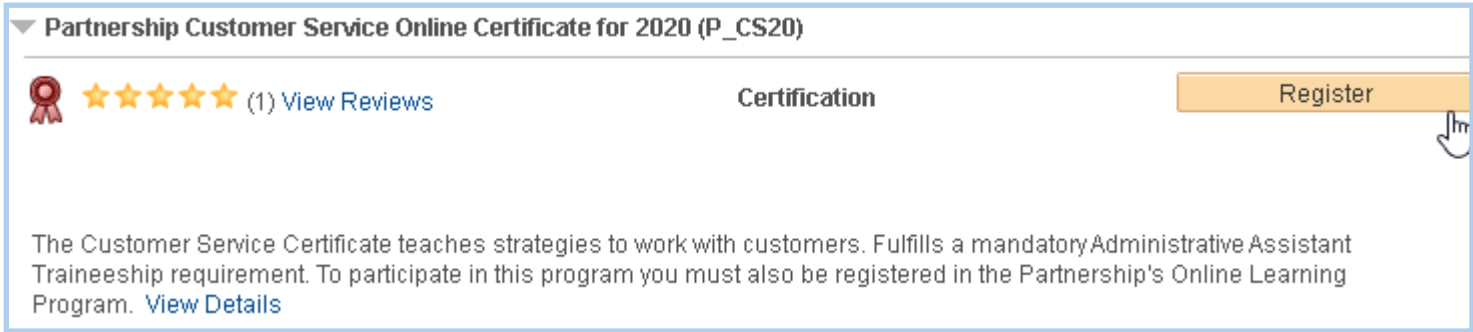 Partnership Customer Service Online Certificate for 2020 (P_CS20)
(1) View Reviews
Certification
Register
The Customer Service Certificate teaches strategies to work with customers. Fulfills a mandatory Administrative Assistant
Traineeship requirement. To participate in this program you must also be registered in the Partnership's Online Learning
Program. View Details